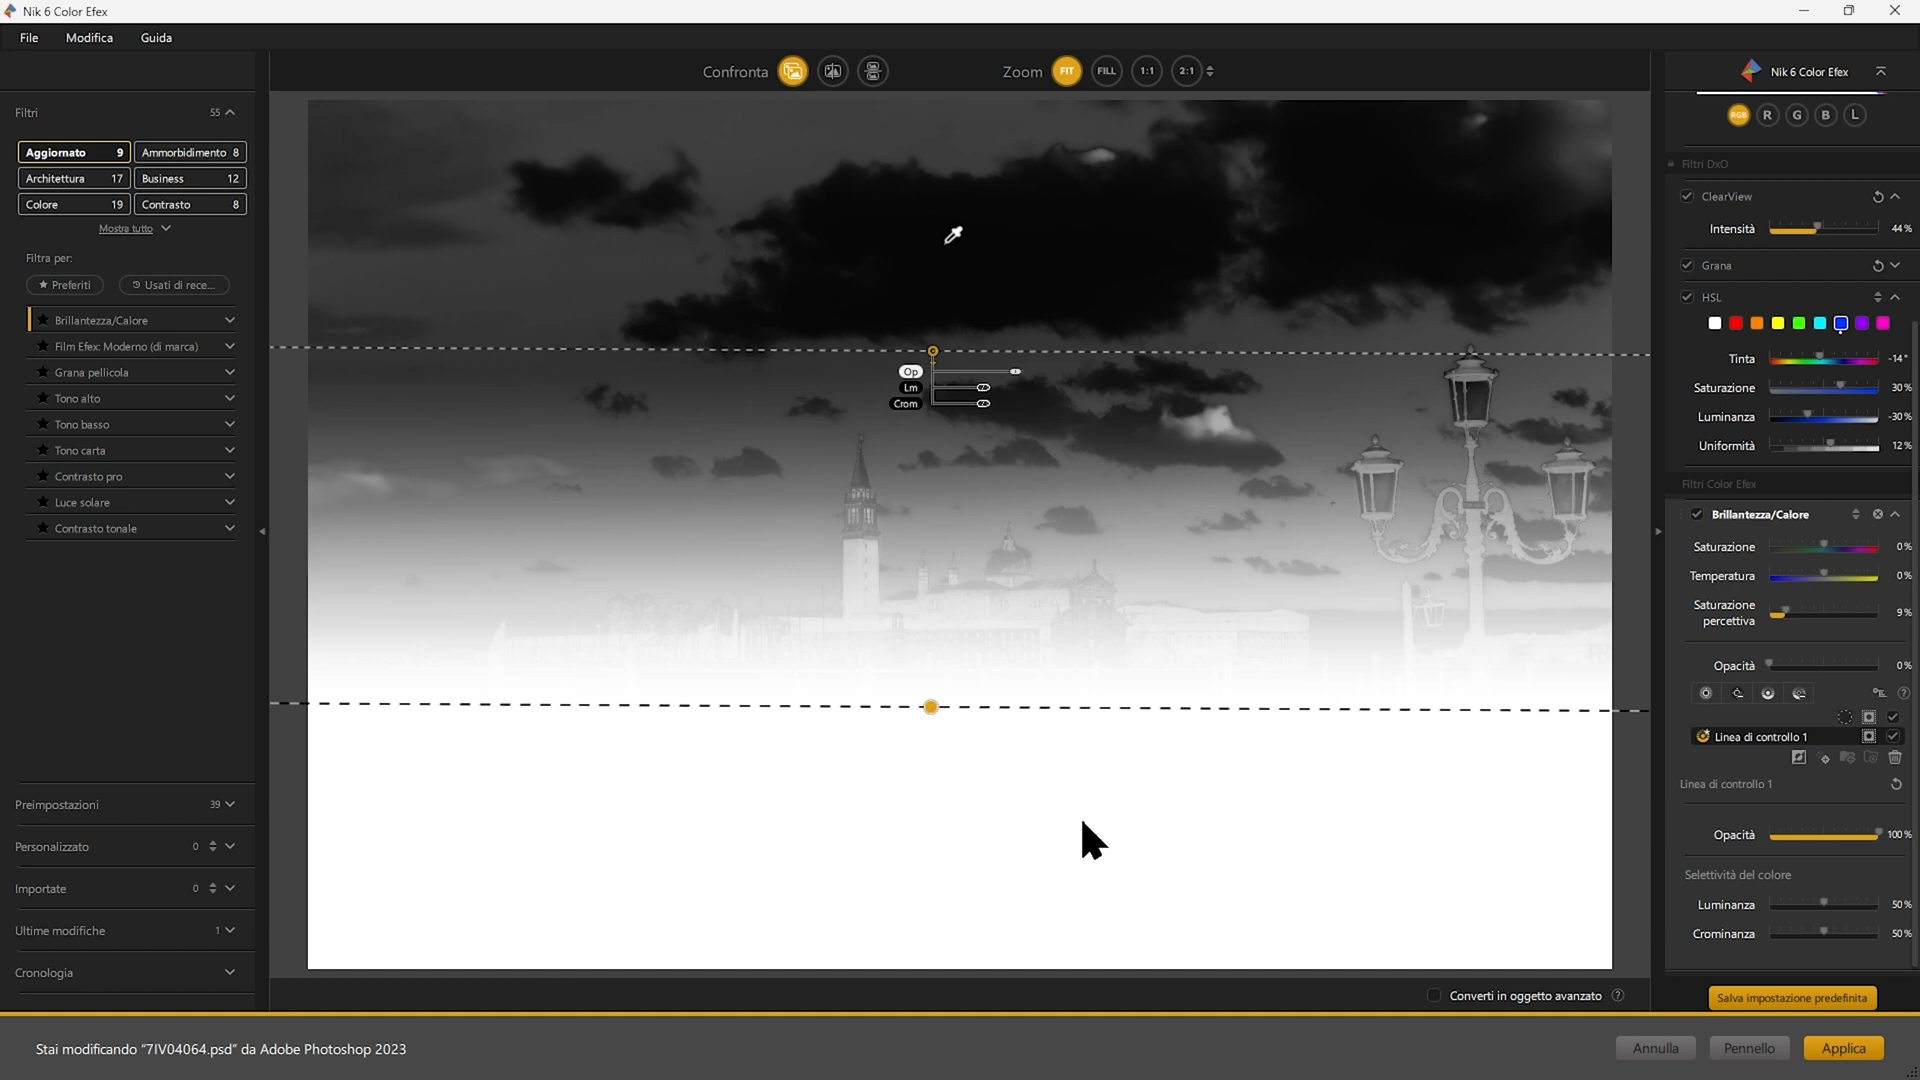 Nik 6 Color Efex
File Modifica Guida
Confronta
Zoom FIT FILL 1:1 2:1
Nik 6 Color Efex
RGB R G B L
Filtri 55
Aggiornato 9
Ammorbidimento 8
Architettura 17
Business 12
Colore 19
Contrasto 8
Mostra tutto
Filtra per:
Preferiti
Usati di rece...
Brillantezza/Calore
Film Efex: Moderno (di marca)
Grana pellicola
Tono alto
Tono basso
Tono carta
Contrasto pro
Luce solare
Contrasto tonale
Preimpostazioni 39
Personalizzato 0
Importate 0
Ultime modifiche 1
Cronologia
Op
Lm
Crom
Filtri DxO
ClearView
Intensità 44%
Grana
HSL
Tinta -14°
Saturazione 30%
Luminanza -30%
Uniformità 12%
Filtri Color Efex
Brillantezza/Calore
Saturazione 0%
Temperatura 0%
Saturazione percettiva 9%
Opacità 0%
Linea di controllo 1
Linea di controllo 1
Opacità 100%
Selettività del colore
Luminanza 50%
Crominanza 50%
Converti in oggetto avanzato
Salva impostazione predefinita
Stai modificando "7IV04064.psd" da Adobe Photoshop 2023
Annulla
Pennello
Applica